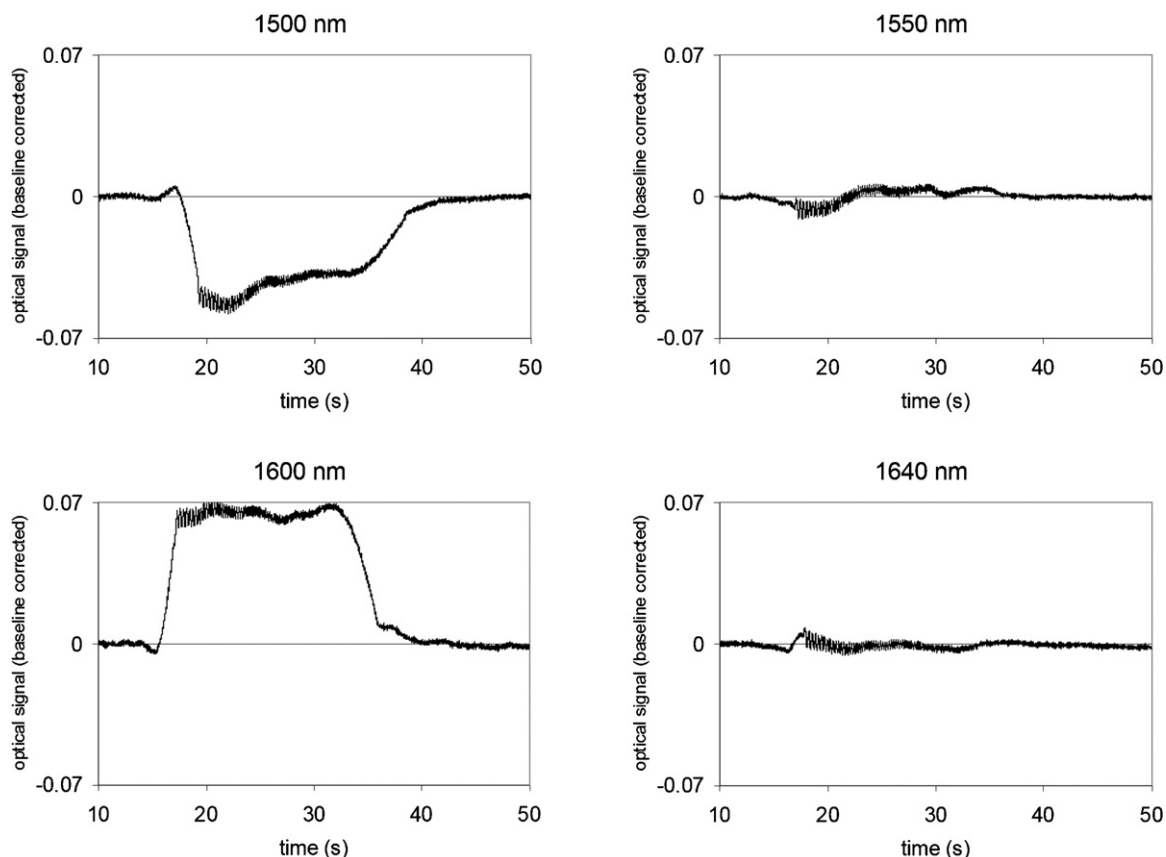 1500 nm
0.07
0
-0.07
optical signal (baseline corrected)
10 20 30 40 50
time (s)
1550 nm
0.07
0
-0.07
optical signal (baseline corrected)
10 20 30 40 50
time (s)
1600 nm
0.07
0
-0.07
optical signal (baseline corrected)
10 20 30 40 50
time (s)
1640 nm
0.07
0
-0.07
optical signal (baseline corrected)
10 20 30 40 50
time (s)